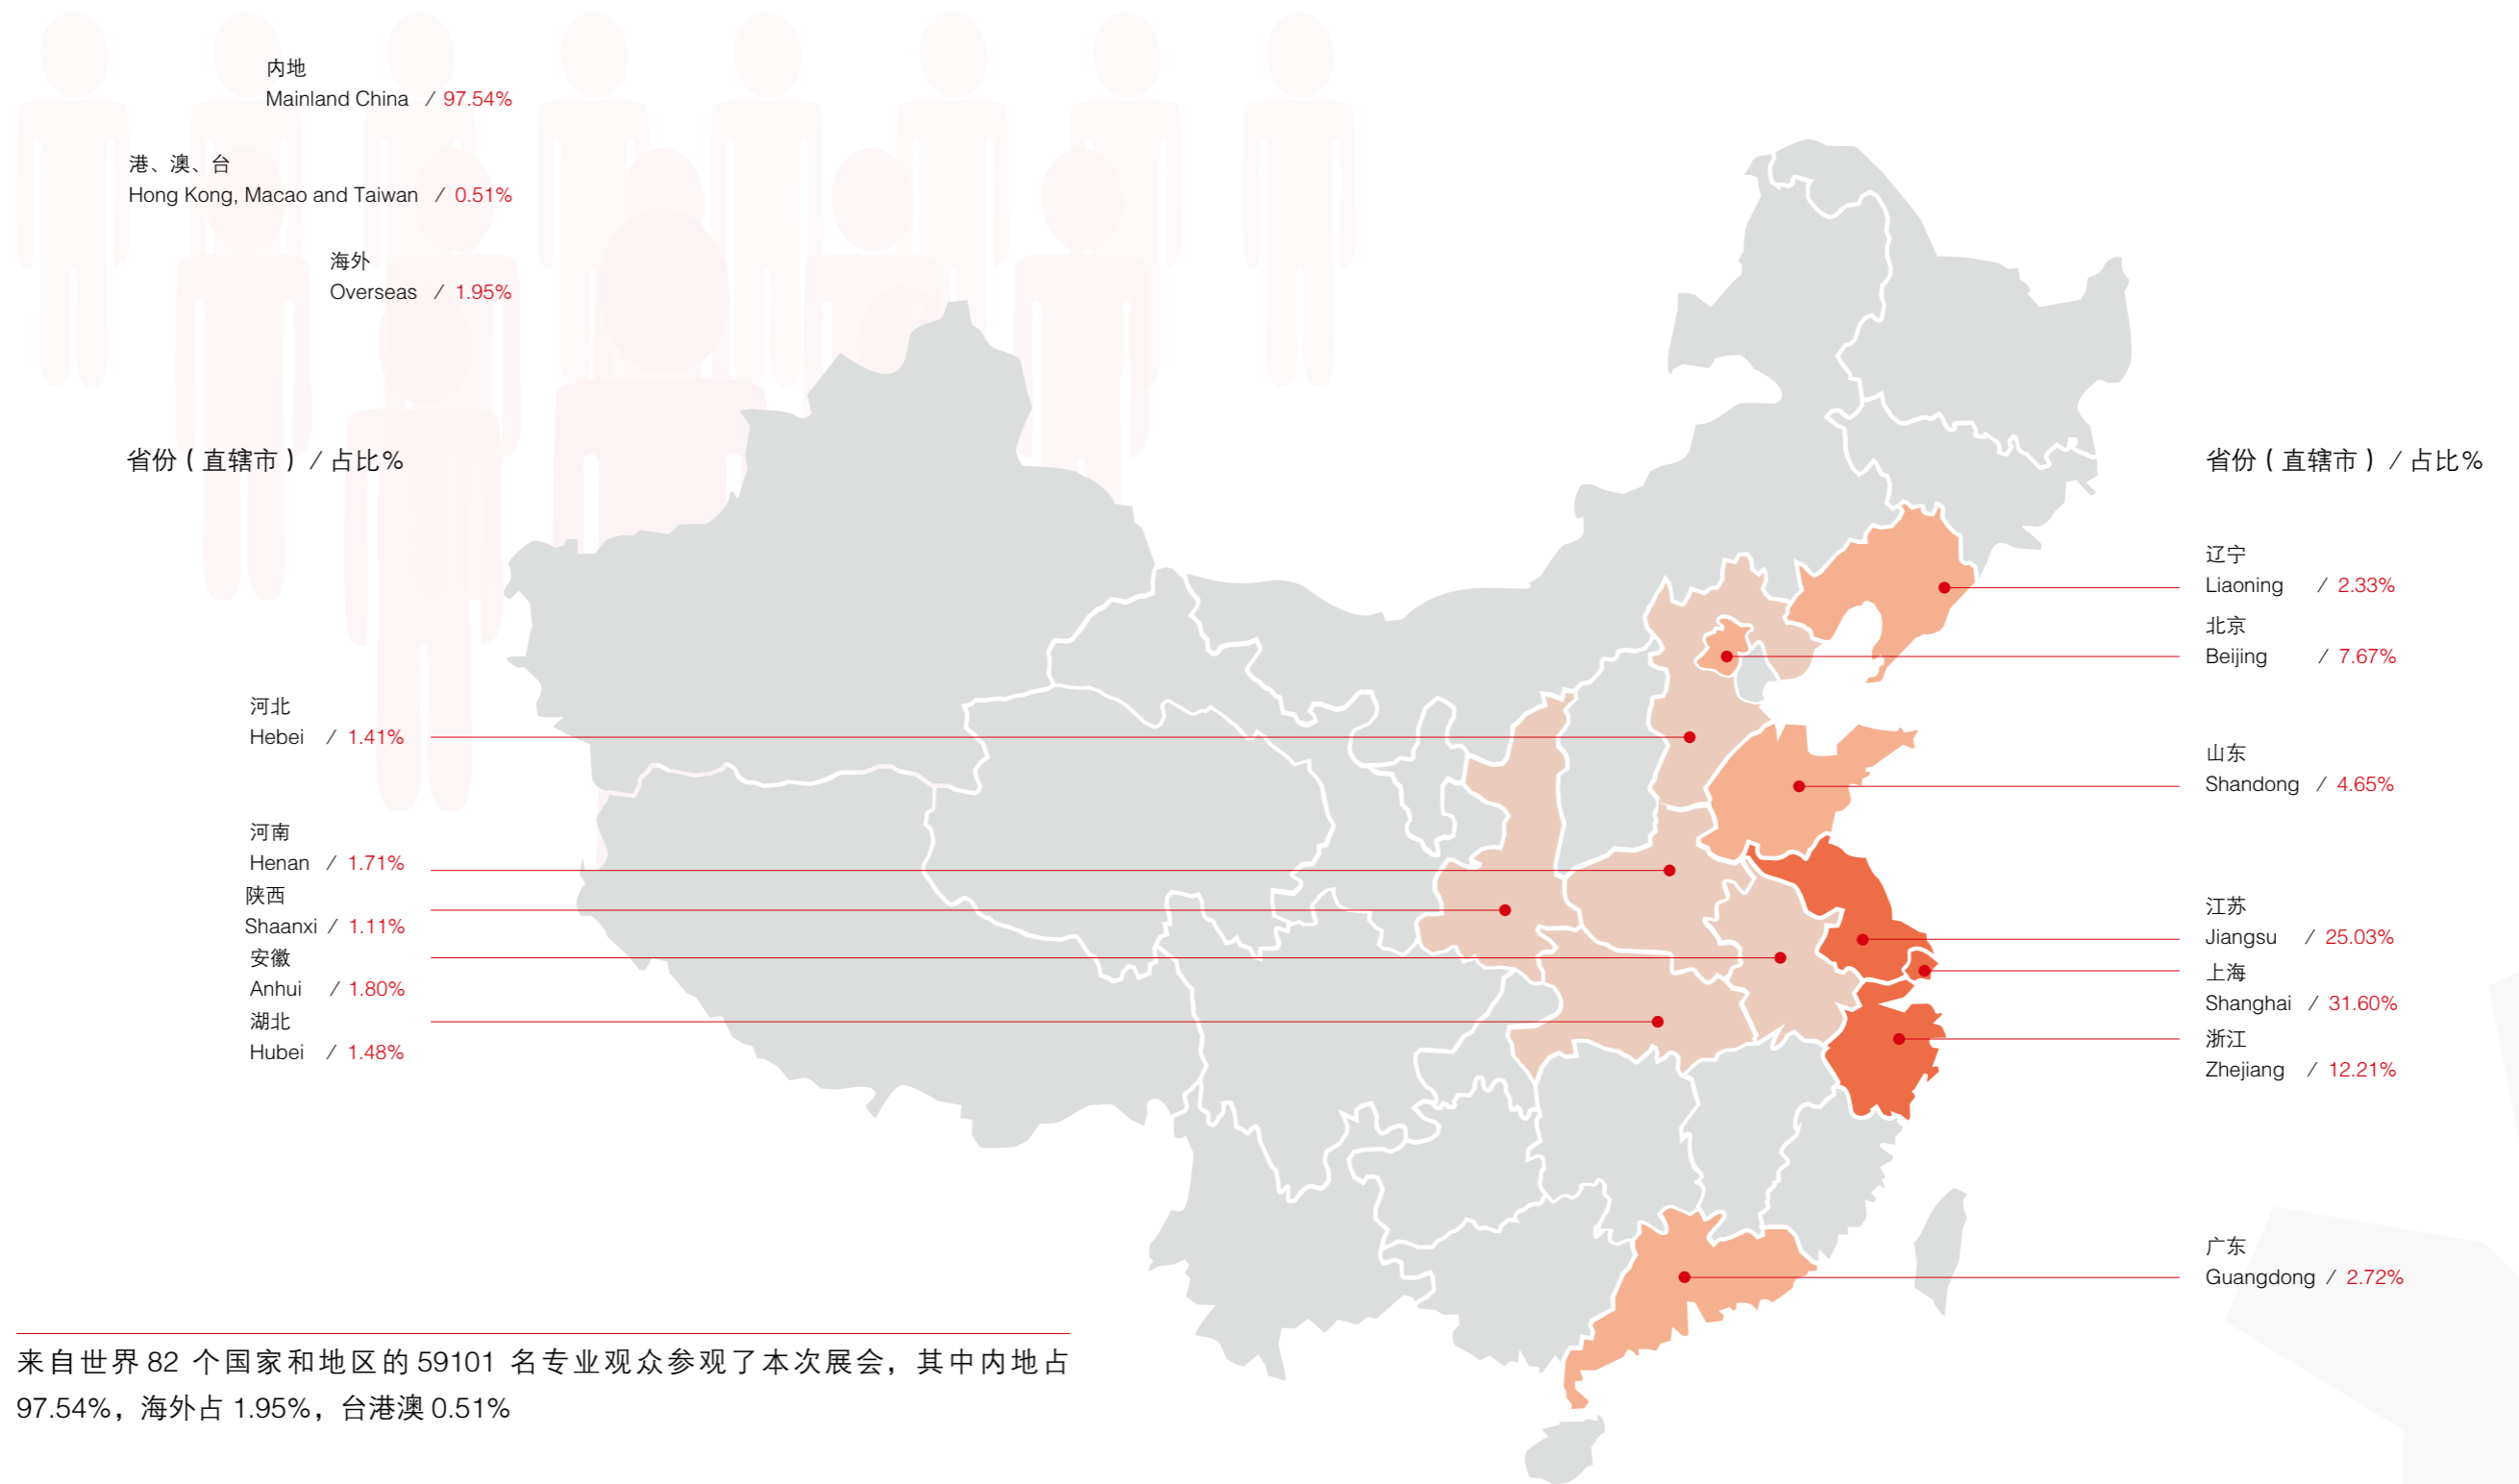 内地
Mainland China / 97.54%
港、澳、台
Hong Kong, Macao and Taiwan / 0.51%
海外
Overseas / 1.95%
省份（直辖市）/ 占比%
河北
Hebei / 1.41%
河南
Henan / 1.71%
陕西
Shaanxi / 1.11%
安徽
Anhui / 1.80%
湖北
Hubei / 1.48%
省份（直辖市）/ 占比%
辽宁
Liaoning / 2.33%
北京
Beijing / 7.67%
山东
Shandong / 4.65%
江苏
Jiangsu / 25.03%
上海
Shanghai / 31.60%
浙江
Zhejiang / 12.21%
广东
Guangdong / 2.72%
来自世界 82 个国家和地区的 59101 名专业观众参观了本次展会，其中内地占
97.54%，海外占 1.95%，台港澳 0.51%